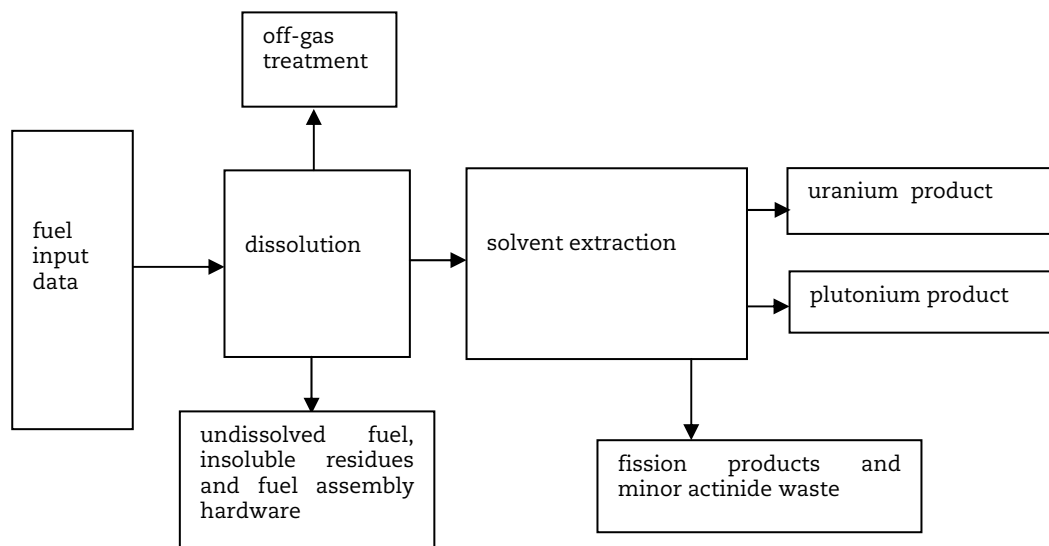 off-gas
treatment
fuel
input
data
dissolution
solvent extraction
uranium product
plutonium product
undissolved fuel,
insoluble residues
and fuel assembly
hardware
fission products and
minor actinide waste